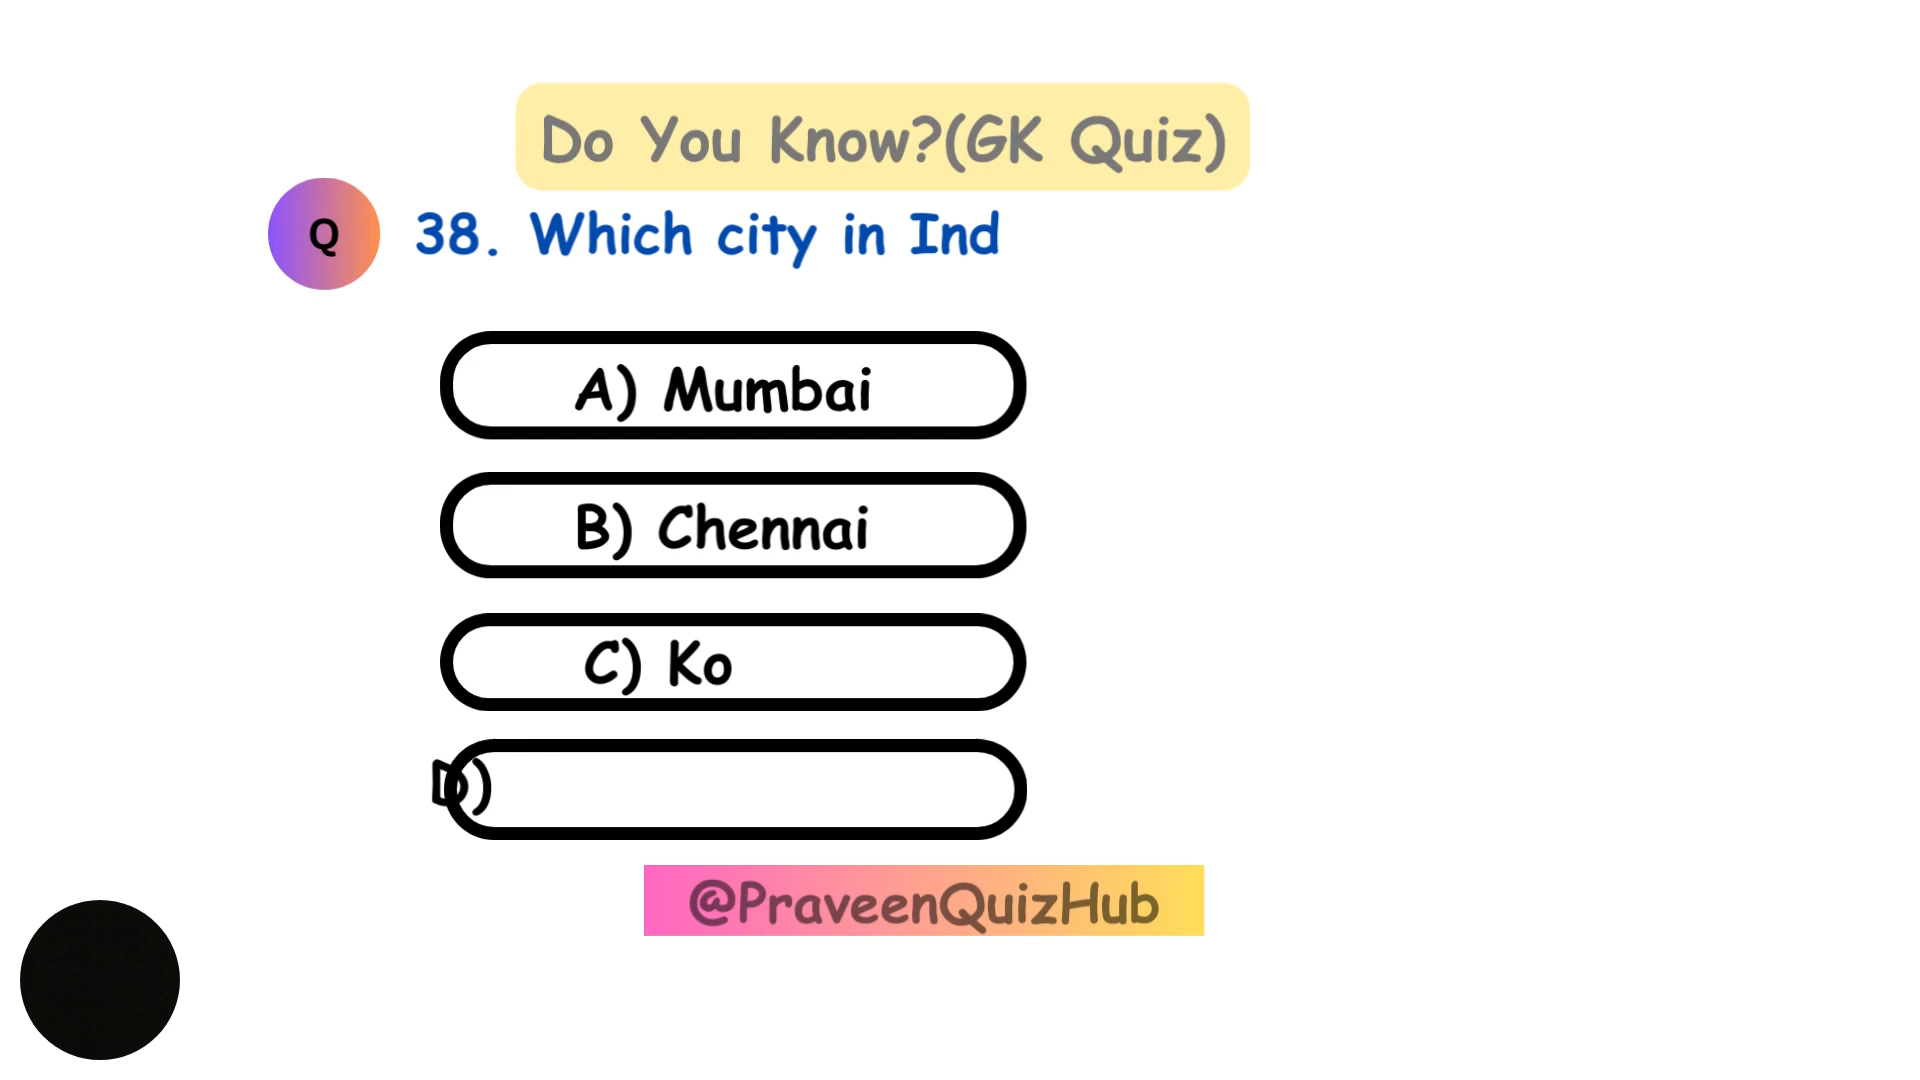 Do You Know?(GK Quiz)
Q
38. Which city in Ind
A) Mumbai
B) Chennai
C) Ko
D)
@PraveenQuizHub